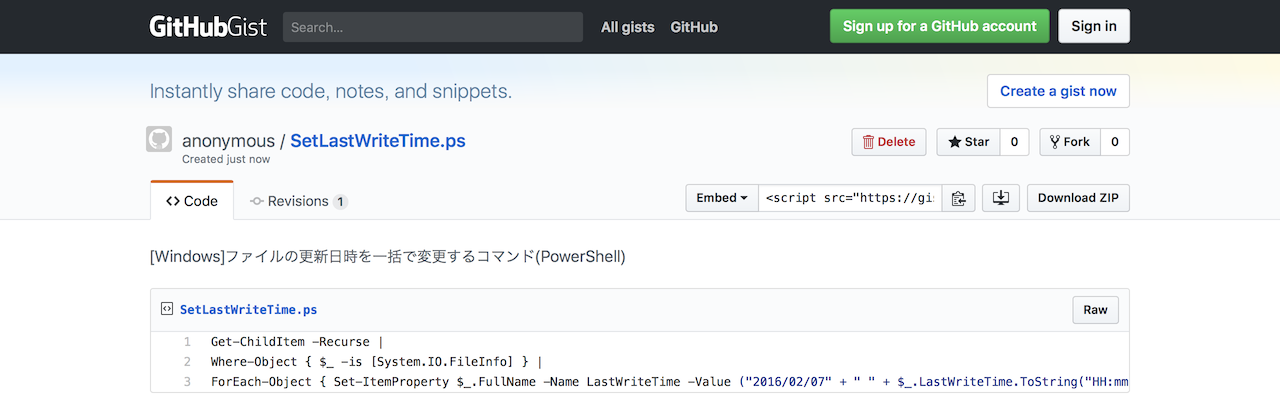 GitHubGist Search... All gists GitHub Sign up for a GitHub account Sign in
Instantly share code, notes, and snippets. Create a gist now
anonymous / SetLastWriteTime.ps Delete Star 0 Fork 0
Created just now
Code Revisions 1 Embed <script src="https://gi Download ZIP
[Windows]ファイルの更新日時を一括で変更するコマンド(PowerShell)
SetLastWriteTime.ps Raw
1 Get-ChildItem -Recurse |
2 Where-Object { $_ -is [System.IO.FileInfo] } |
3 ForEach-Object { Set-ItemProperty $_.FullName -Name LastWriteTime -Value ("2016/02/07" + " " + $_.LastWriteTime.ToString("HH:mm